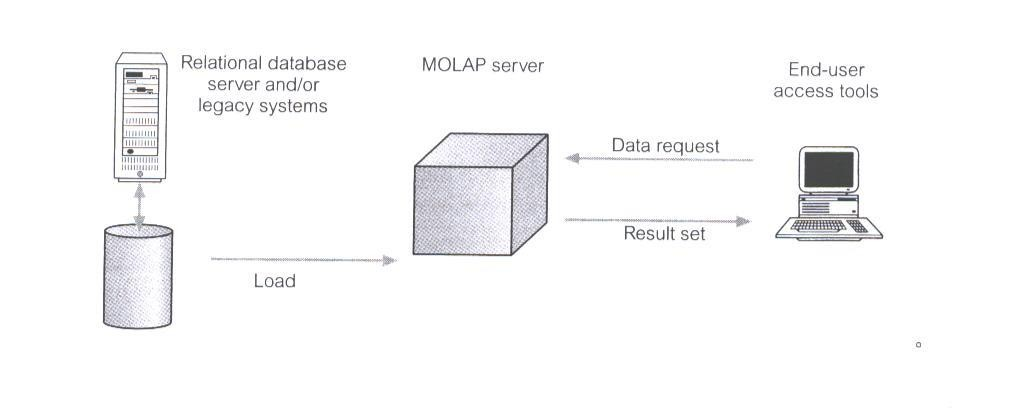 Relational database
server and/or
legacy systems
MOLAP server
End-user
access tools
Data request
Result set
Load